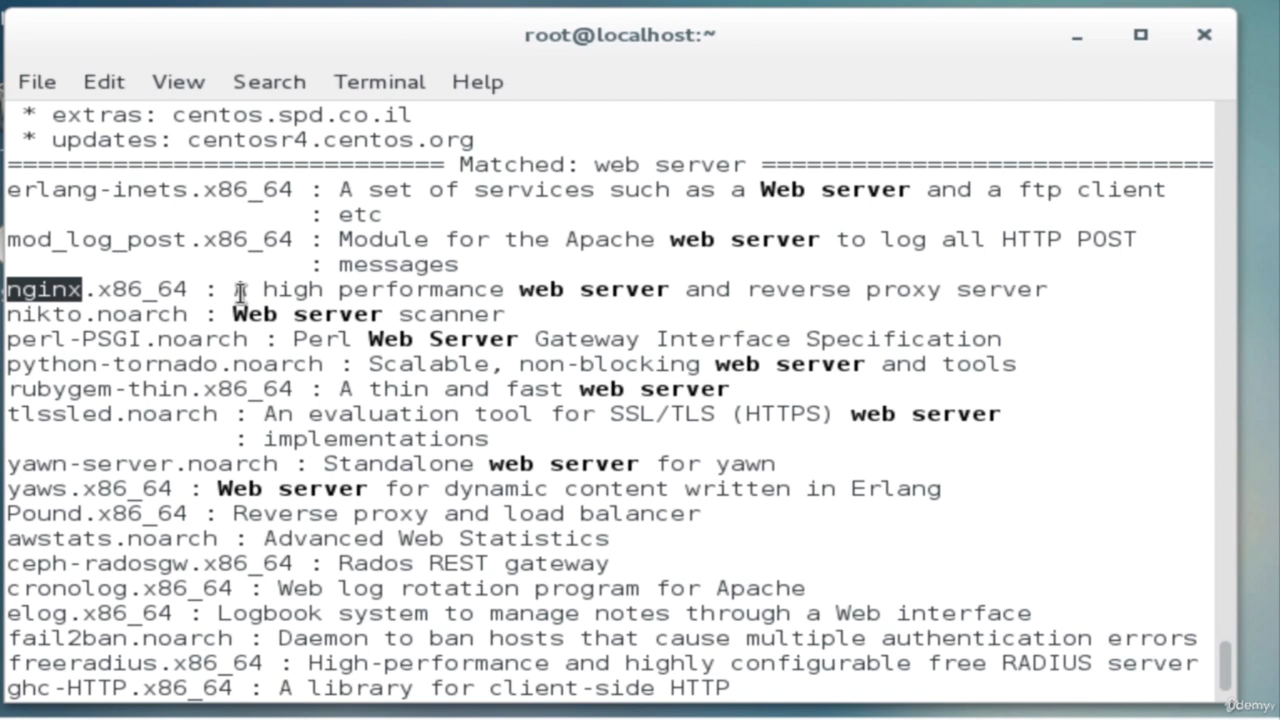 root@localhost:~
File Edit View Search Terminal Help
* extras: centos.spd.co.il
* updates: centosr4.centos.org
============================= Matched: web server ==============================
erlang-inets.x86_64 : A set of services such as a Web server and a ftp client
: etc
mod_log_post.x86_64 : Module for the Apache web server to log all HTTP POST
: messages
nginx.x86_64 : A high performance web server and reverse proxy server
nikto.noarch : Web server scanner
perl-PSGI.noarch : Perl Web Server Gateway Interface Specification
python-tornado.noarch : Scalable, non-blocking web server and tools
rubygem-thin.x86_64 : A thin and fast web server
tlssled.noarch : An evaluation tool for SSL/TLS (HTTPS) web server
: implementations
yawn-server.noarch : Standalone web server for yawn
yaws.x86_64 : Web server for dynamic content written in Erlang
Pound.x86_64 : Reverse proxy and load balancer
awstats.noarch : Advanced Web Statistics
ceph-radosgw.x86_64 : Rados REST gateway
cronolog.x86_64 : Web log rotation program for Apache
elog.x86_64 : Logbook system to manage notes through a Web interface
fail2ban.noarch : Daemon to ban hosts that cause multiple authentication errors
freeradius.x86_64 : High-performance and highly configurable free RADIUS server
ghc-HTTP.x86_64 : A library for client-side HTTP
Udemy